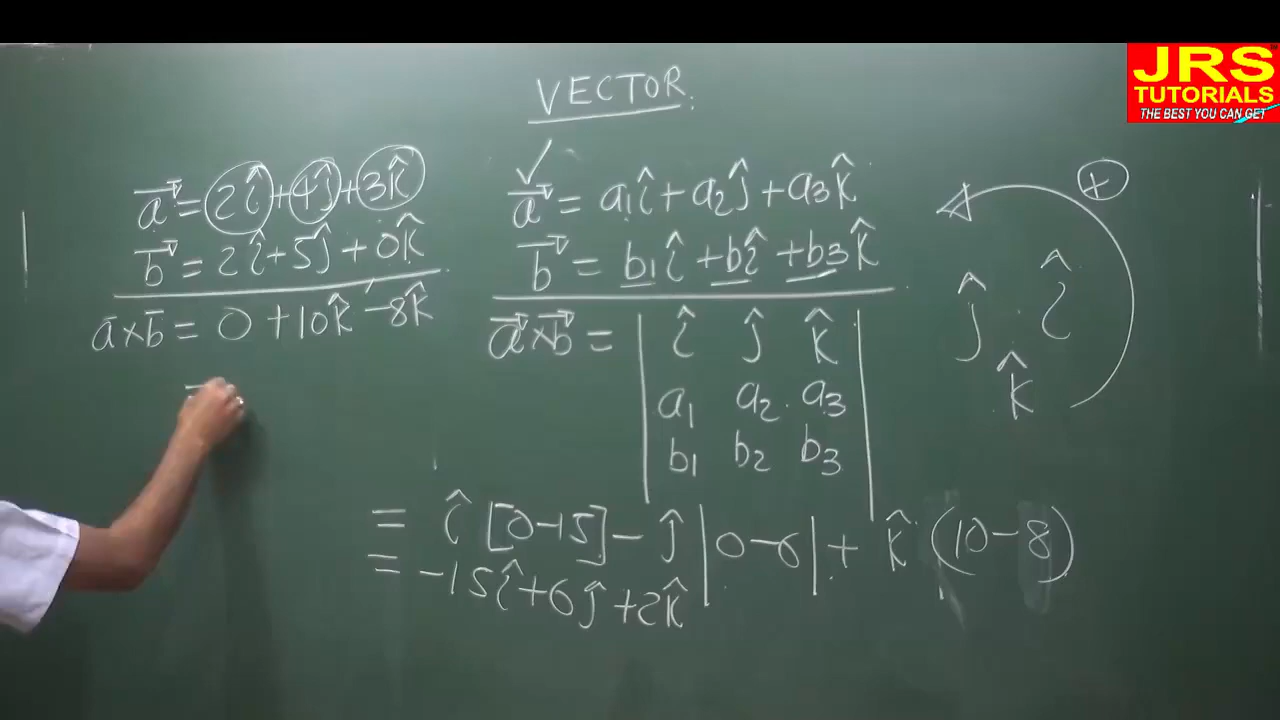 JRS
TUTORIALS
THE BEST YOU CAN GET
VECTOR
a⃗ = 2î+4ĵ+3k̂
b⃗ = 2î+5ĵ+0k̂
a̅×b̅ = 0 +10k̂ -8k̂
=
a⃗ = a₁î+a₂ĵ+a₃k̂
b⃗ = b₁î+bî+b₃k̂
a⃗×b⃗ = | î ĵ k̂ |
a₁ a₂ a₃
b₁ b₂ b₃
+
ĵ î
k̂
= î [0-15] - ĵ |0-6| + k̂ (10-8)
= -15î+6ĵ+2k̂